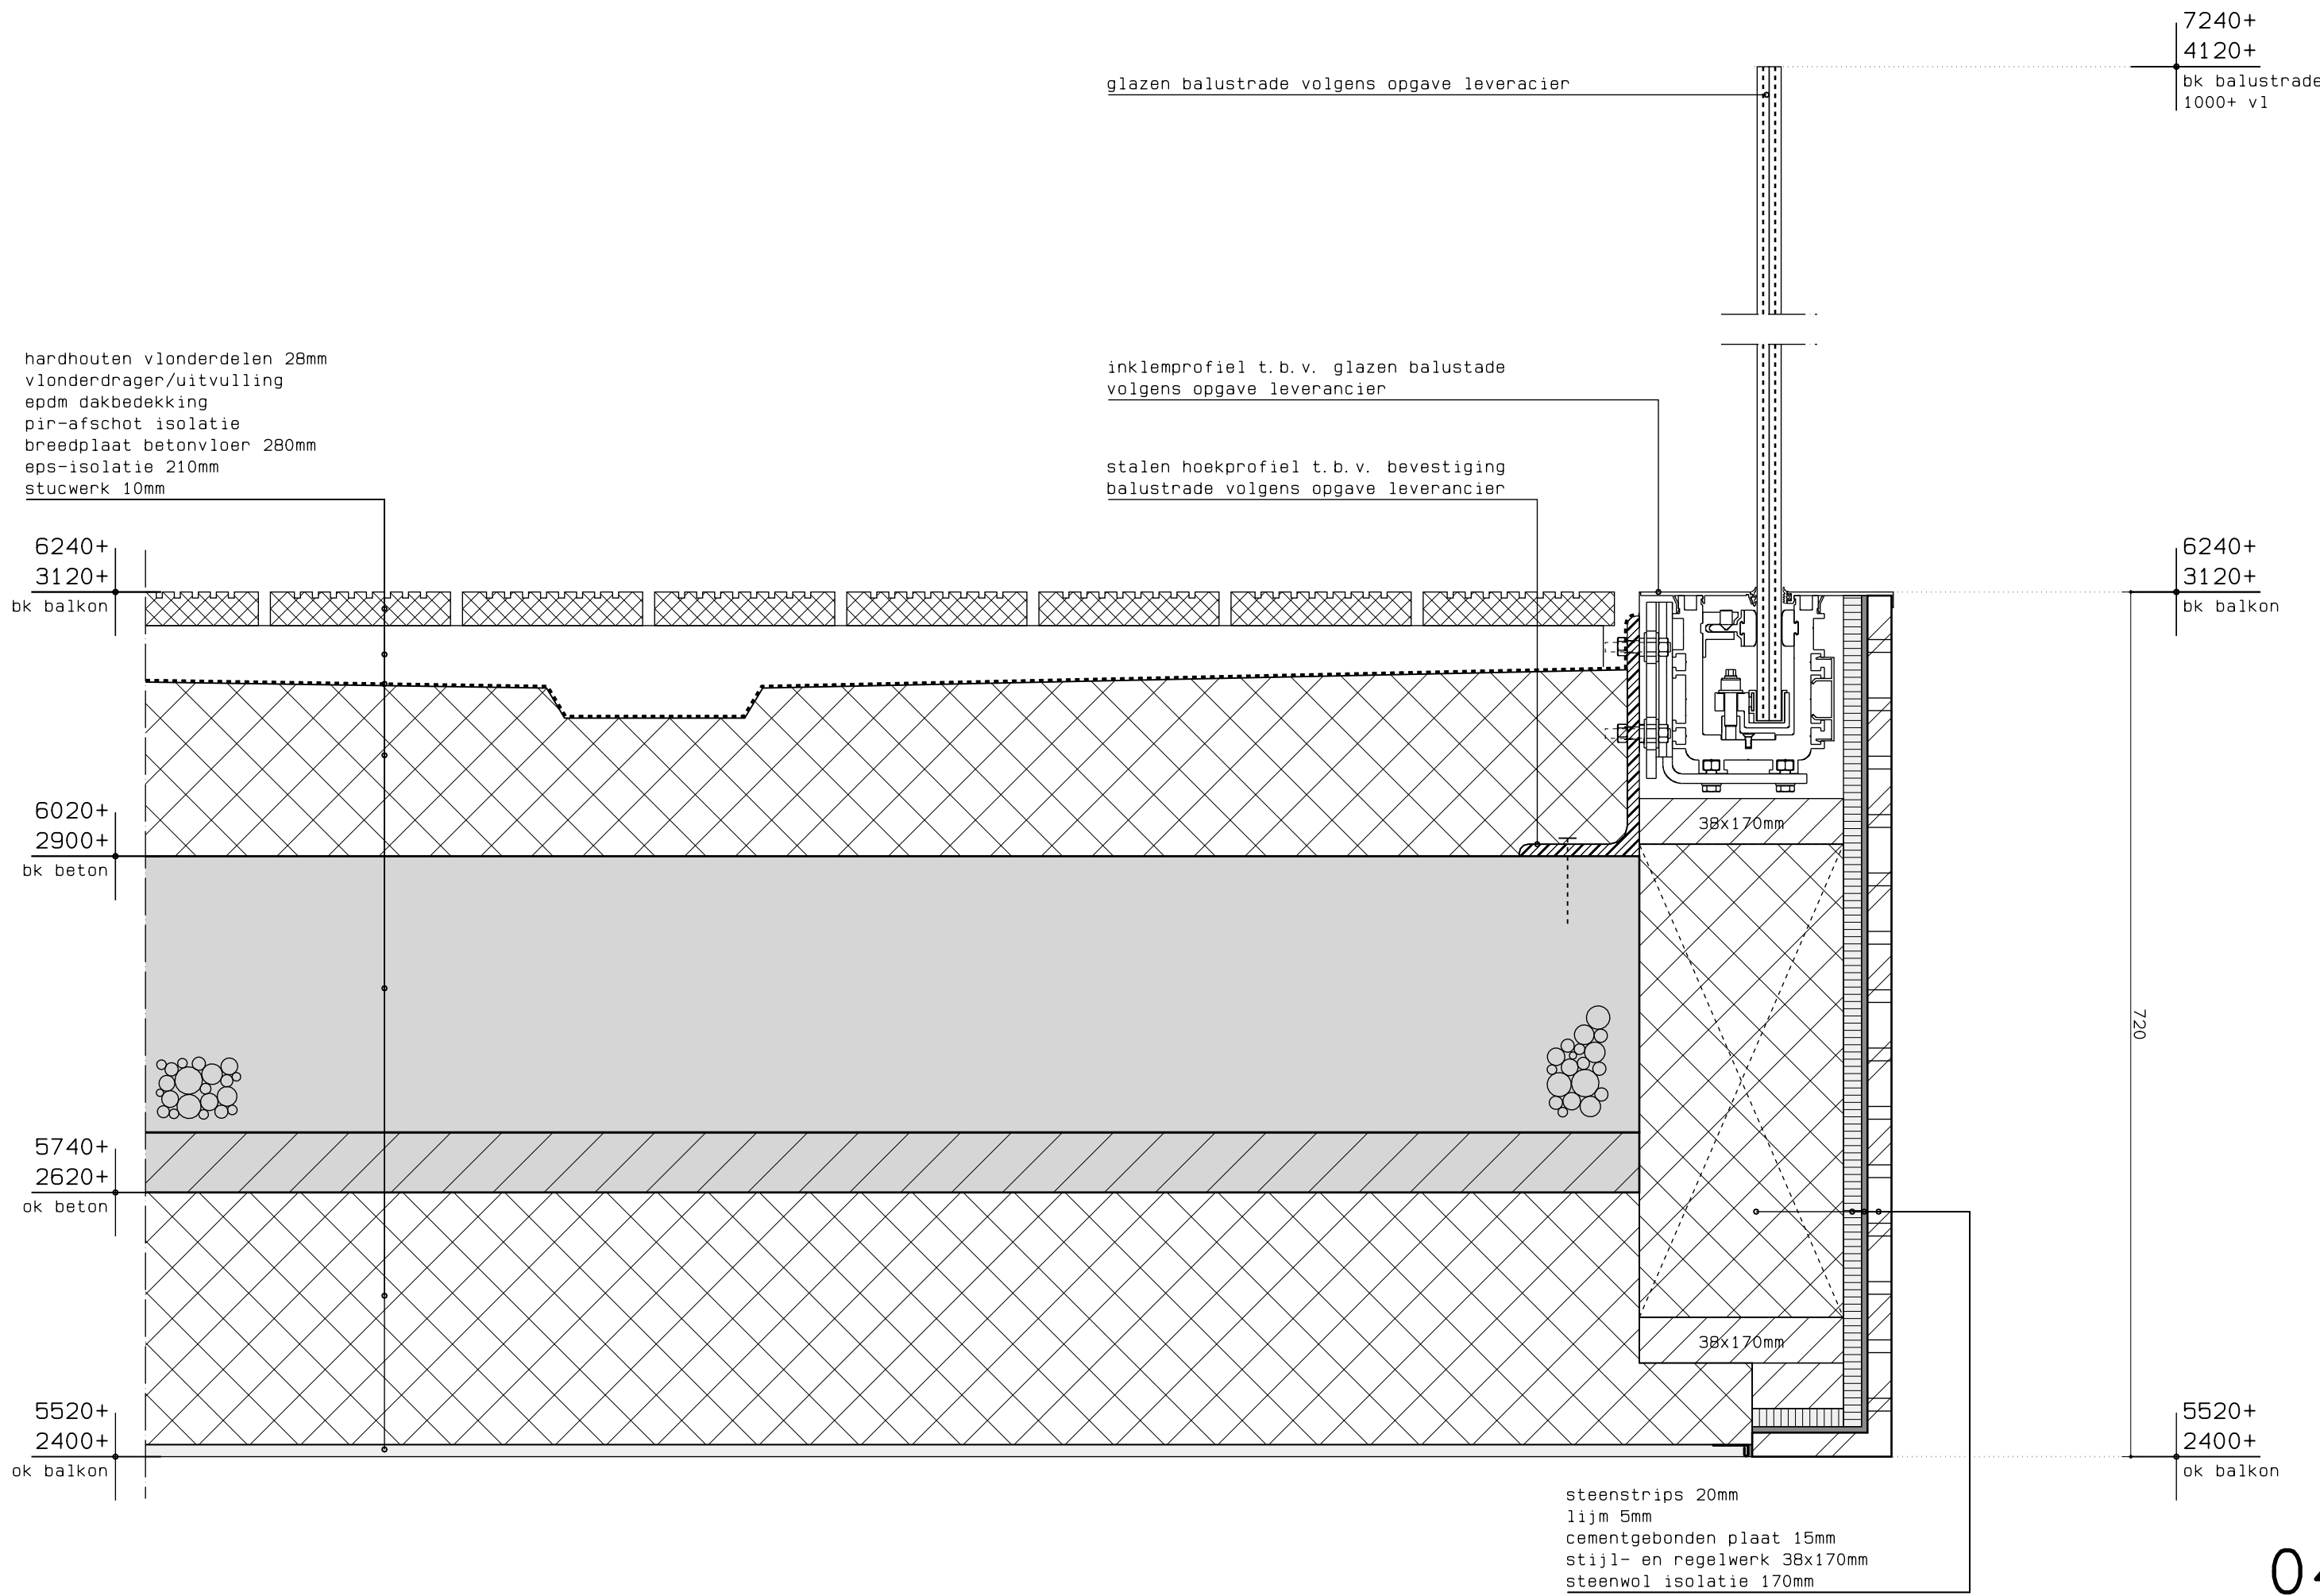 7240+
4120+
bk balustrade
1000+ vl
glazen balustrade volgens opgave leveracier
hardhouten vlonderdelen 28mm
vlonderdrager/uitvulling
epdm dakbedekking
pir-afschot isolatie
breedplaat betonvloer 280mm
eps-isolatie 210mm
stucwerk 10mm
inklemprofiel t.b.v. glazen balustade
volgens opgave leverancier
stalen hoekprofiel t.b.v. bevestiging
balustrade volgens opgave leverancier
6240+
3120+
bk balkon
6240+
3120+
bk balkon
6020+
2900+
bk beton
38x170mm
720
5740+
2620+
ok beton
38x170mm
5520+
2400+
ok balkon
5520+
2400+
ok balkon
steenstrips 20mm
lijm 5mm
cementgebonden plaat 15mm
stijl- en regelwerk 38x170mm
steenwol isolatie 170mm